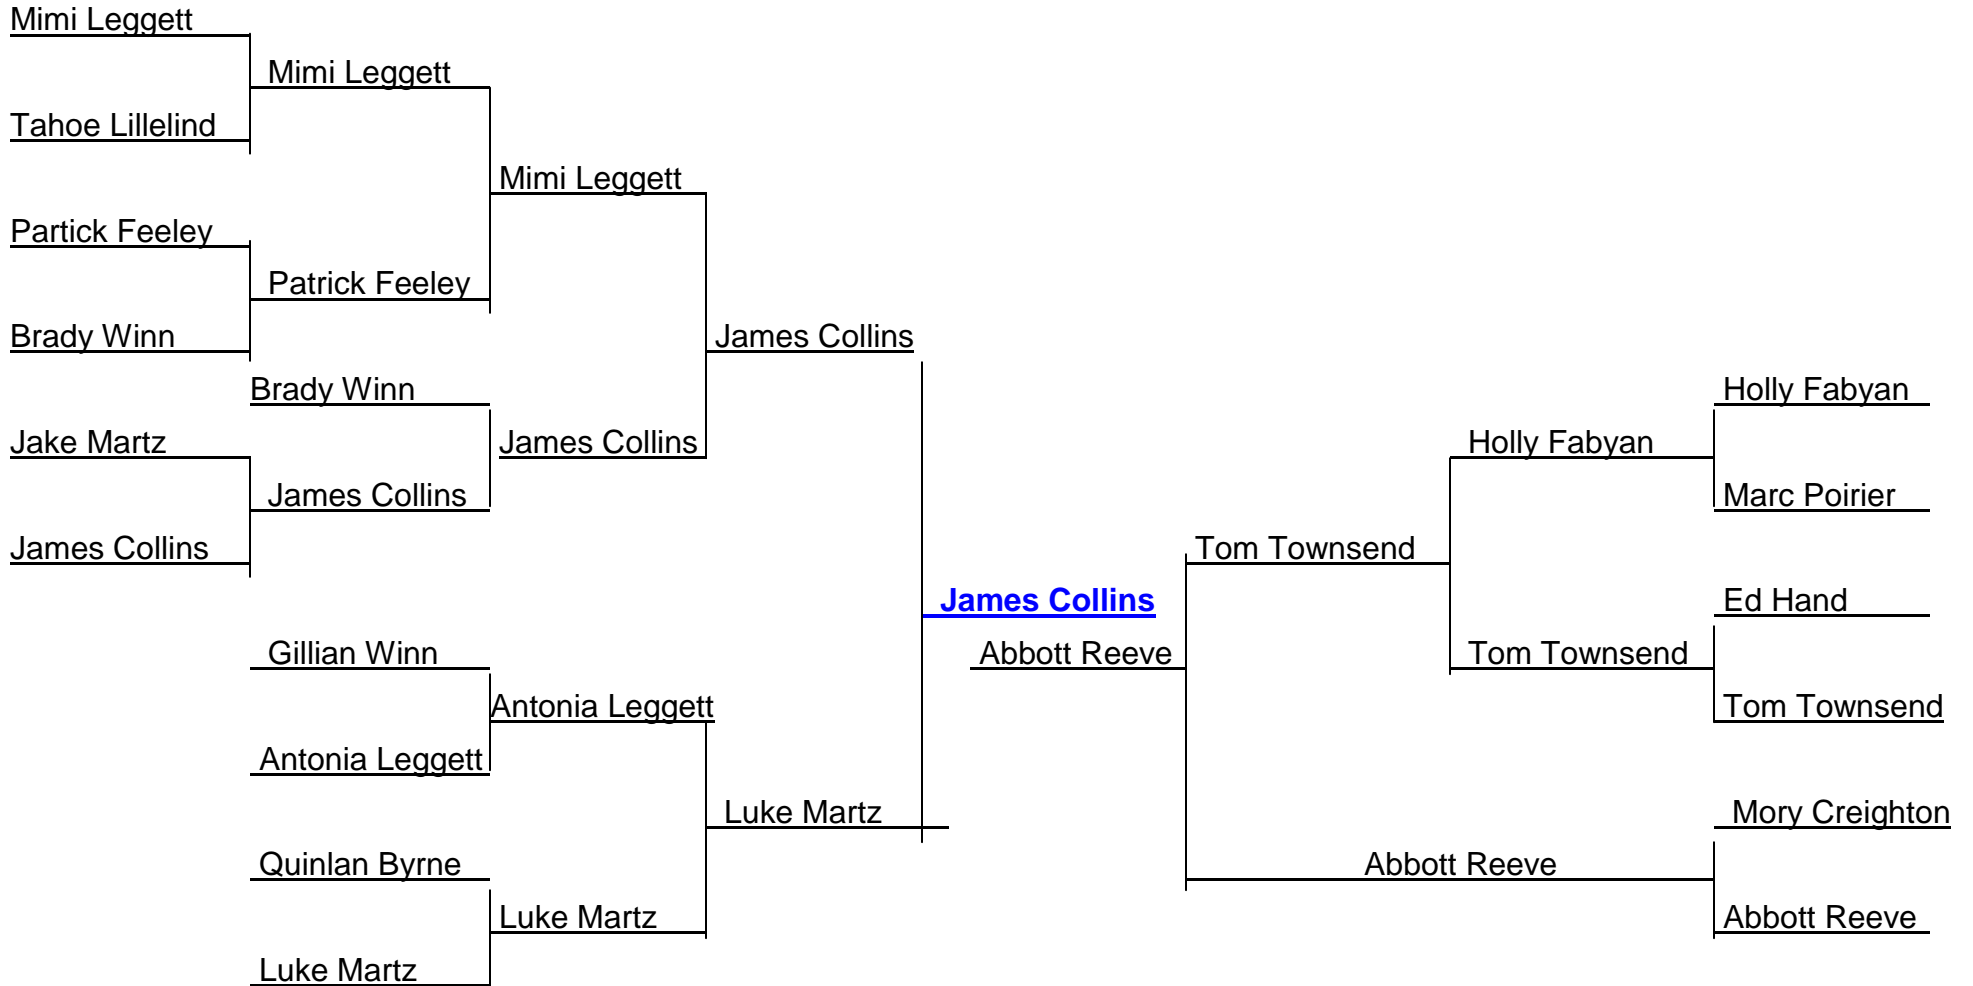 Mimi Leggett
Mimi Leggett
Tahoe Lillelind
Mimi Leggett
Partick Feeley
Patrick Feeley
Brady Winn
James Collins
Brady Winn
Holly Fabyan
Jake Martz
James Collins
Holly Fabyan
James Collins
Marc Poirier
James Collins
Tom Townsend
James Collins
Ed Hand
Gillian Winn
Abbott Reeve
Tom Townsend
Antonia Leggett
Tom Townsend
Antonia Leggett
Luke Martz
Mory Creighton
Quinlan Byrne
Abbott Reeve
Luke Martz
Abbott Reeve
Luke Martz